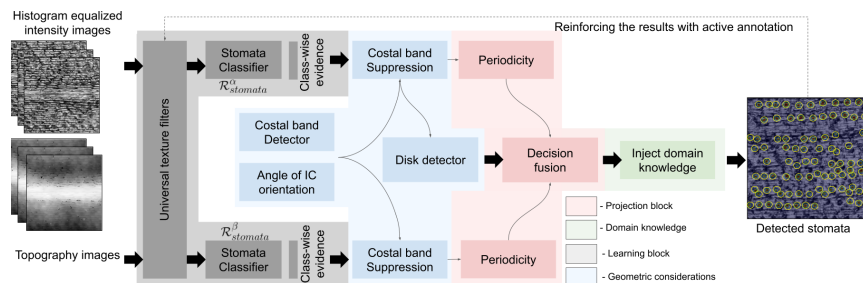 Histogram equalized
intensity images
Reinforcing the results with active annotation
Universal texture filters
Stomata
Classifier
Class-wise
evidence
Costal band
Suppression
Periodicity
ℛ^α_stomata
Costal band
Detector
Angle of IC
orientation
Disk detector
Decision
fusion
Inject domain
knowledge
- Projection block
- Domain knowledge
- Learning block
- Geometric considerations
Detected stomata
ℛ^β_stomata
Topography images
Stomata
Classifier
Class-wise
evidence
Costal band
Suppression
Periodicity